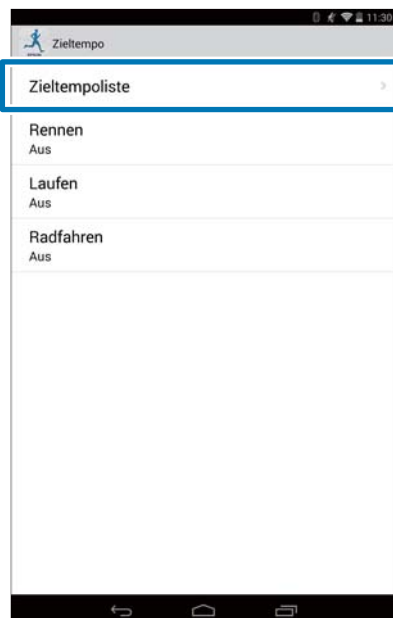 11:30
Zieltempo
Zieltempoliste
Rennen
Aus
Laufen
Aus
Radfahren
Aus